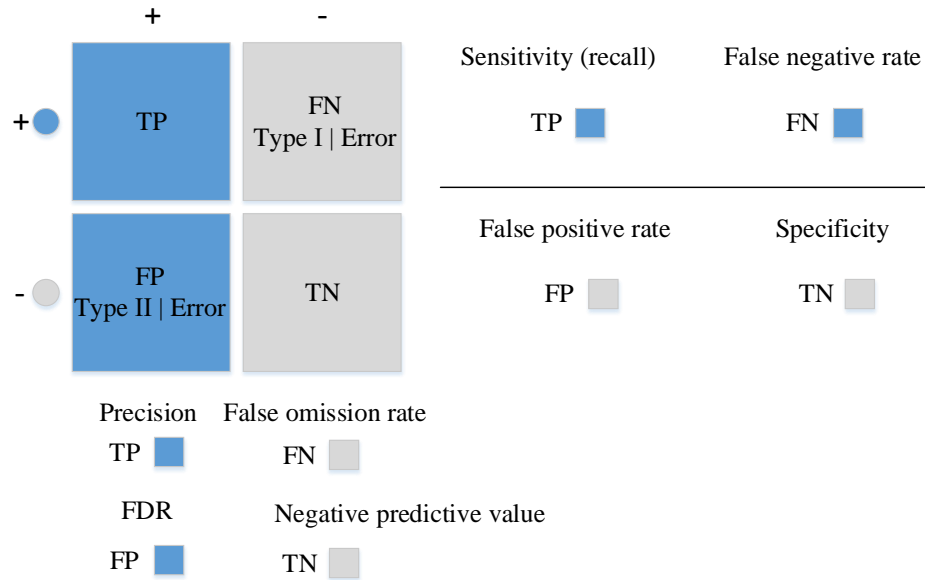 + -
+ TP FN
Type I | Error
- FP
Type II | Error
TN
Sensitivity (recall) False negative rate
TP FN
False positive rate Specificity
FP TN
Precision False omission rate
TP FN
FDR Negative predictive value
FP TN